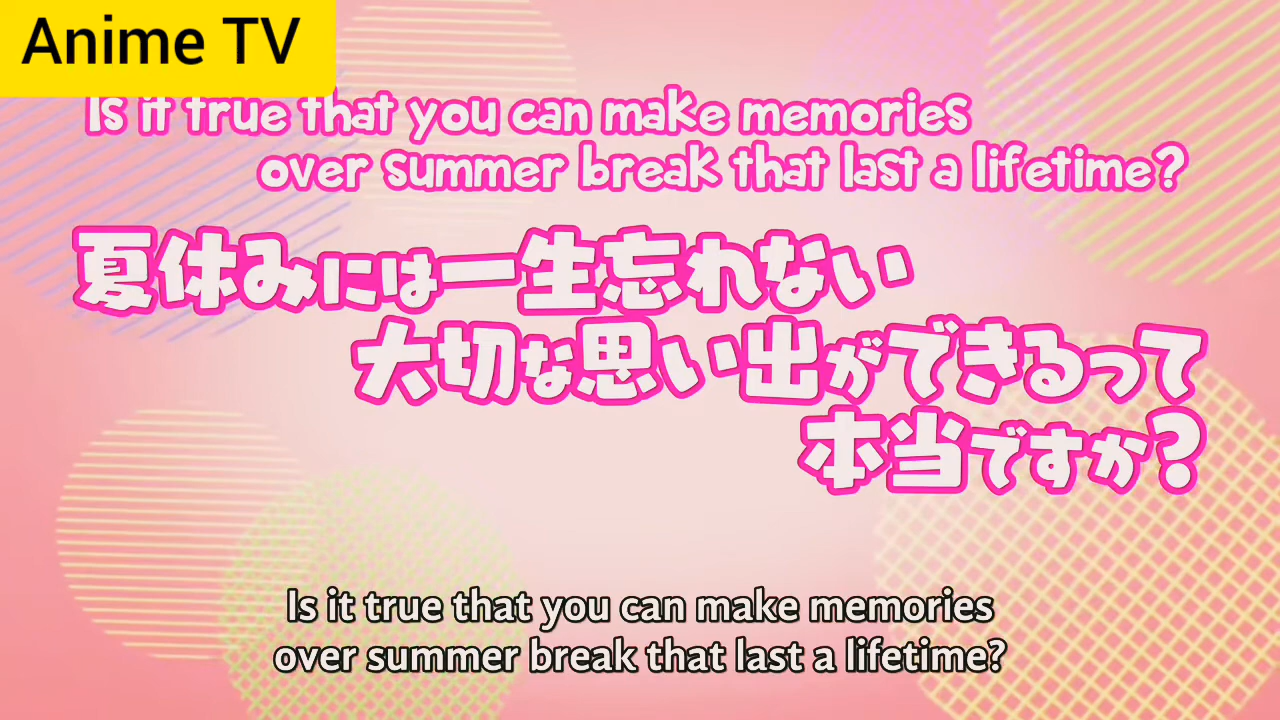 Anime TV
Is it true that you can make memories
over summer break that last a lifetime?
夏休みには一生忘れない
大切な思い出ができるって
本当ですか?
Is it true that you can make memories
over summer break that last a lifetime?